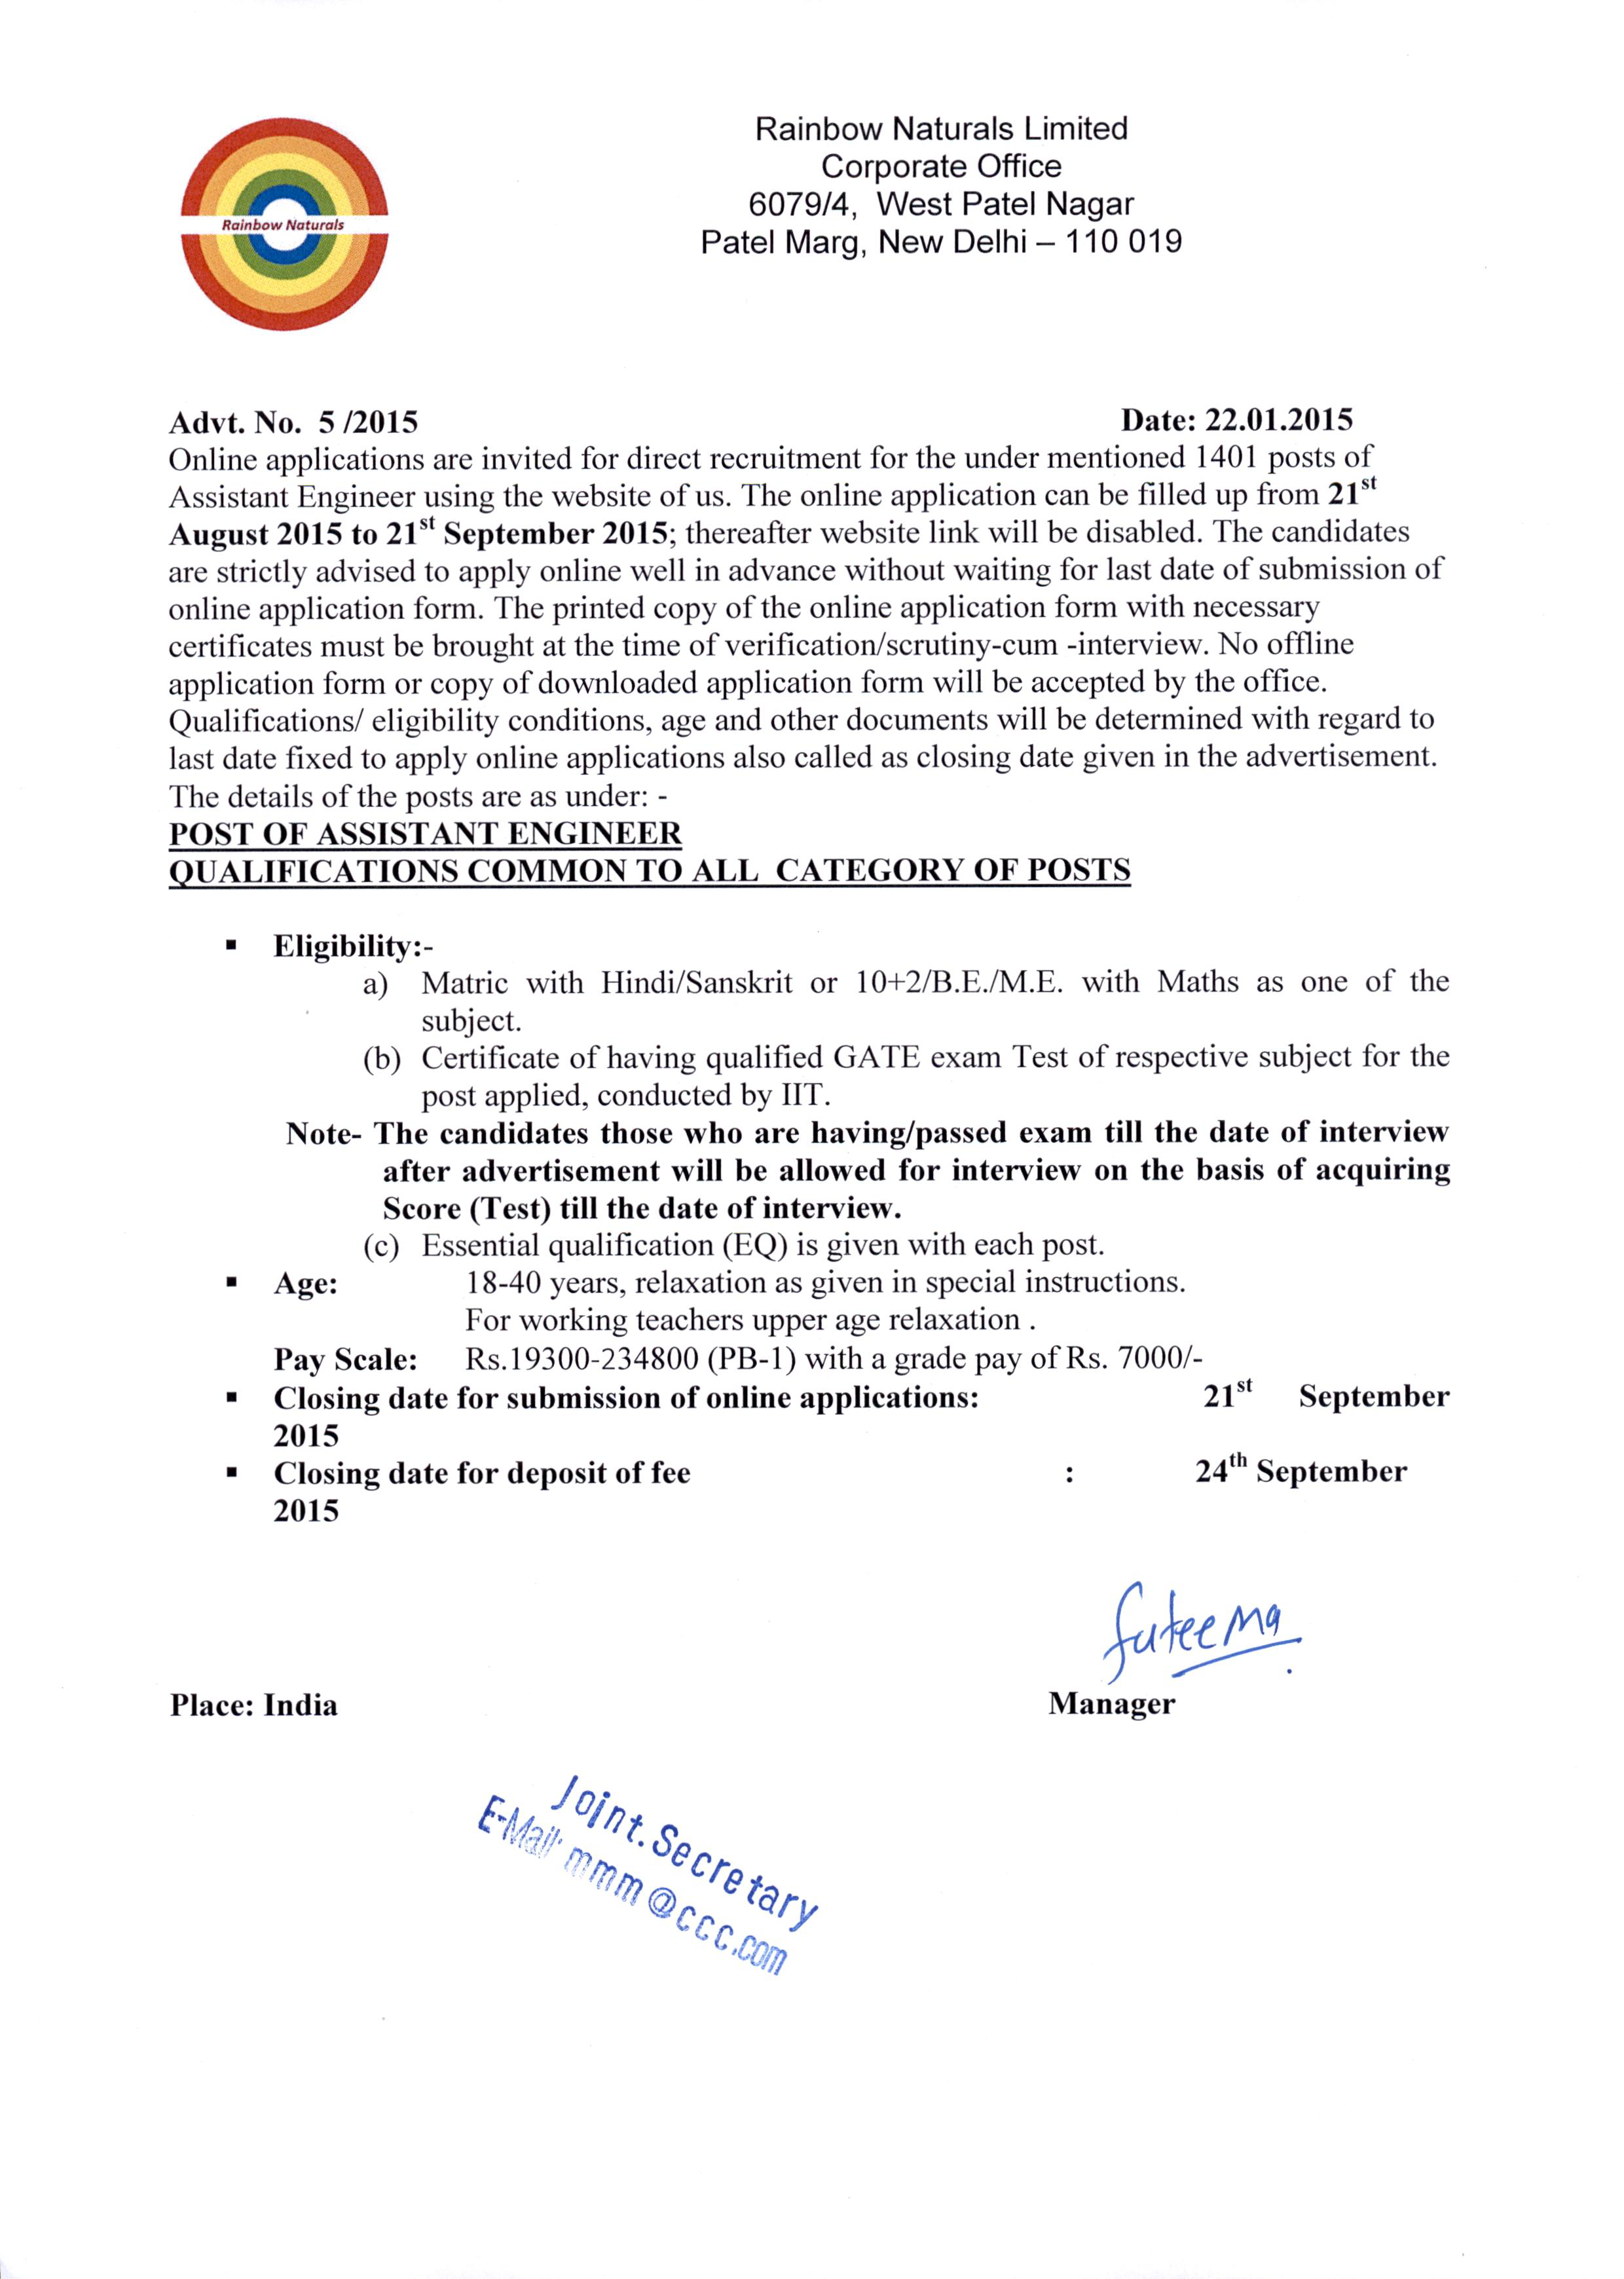 Rainbow Naturals
Rainbow Naturals Limited
Corporate Office
6079/4, West Patel Nagar
Patel Marg, New Delhi – 110 019
Advt. No. 5 /2015 Date: 22.01.2015
Online applications are invited for direct recruitment for the under mentioned 1401 posts of
Assistant Engineer using the website of us. The online application can be filled up from 21st
August 2015 to 21st September 2015; thereafter website link will be disabled. The candidates
are strictly advised to apply online well in advance without waiting for last date of submission of
online application form. The printed copy of the online application form with necessary
certificates must be brought at the time of verification/scrutiny-cum -interview. No offline
application form or copy of downloaded application form will be accepted by the office.
Qualifications/ eligibility conditions, age and other documents will be determined with regard to
last date fixed to apply online applications also called as closing date given in the advertisement.
The details of the posts are as under: -
POST OF ASSISTANT ENGINEER
QUALIFICATIONS COMMON TO ALL CATEGORY OF POSTS
▪ Eligibility:-
a) Matric with Hindi/Sanskrit or 10+2/B.E./M.E. with Maths as one of the
subject.
(b) Certificate of having qualified GATE exam Test of respective subject for the
post applied, conducted by IIT.
Note- The candidates those who are having/passed exam till the date of interview
after advertisement will be allowed for interview on the basis of acquiring
Score (Test) till the date of interview.
(c) Essential qualification (EQ) is given with each post.
▪ Age: 18-40 years, relaxation as given in special instructions.
For working teachers upper age relaxation .
Pay Scale: Rs.19300-234800 (PB-1) with a grade pay of Rs. 7000/-
▪ Closing date for submission of online applications: 21st September
2015
▪ Closing date for deposit of fee : 24th September
2015
futeema
Place: India Manager
Joint. Secretary
E-Mail: mmm@ccc.com